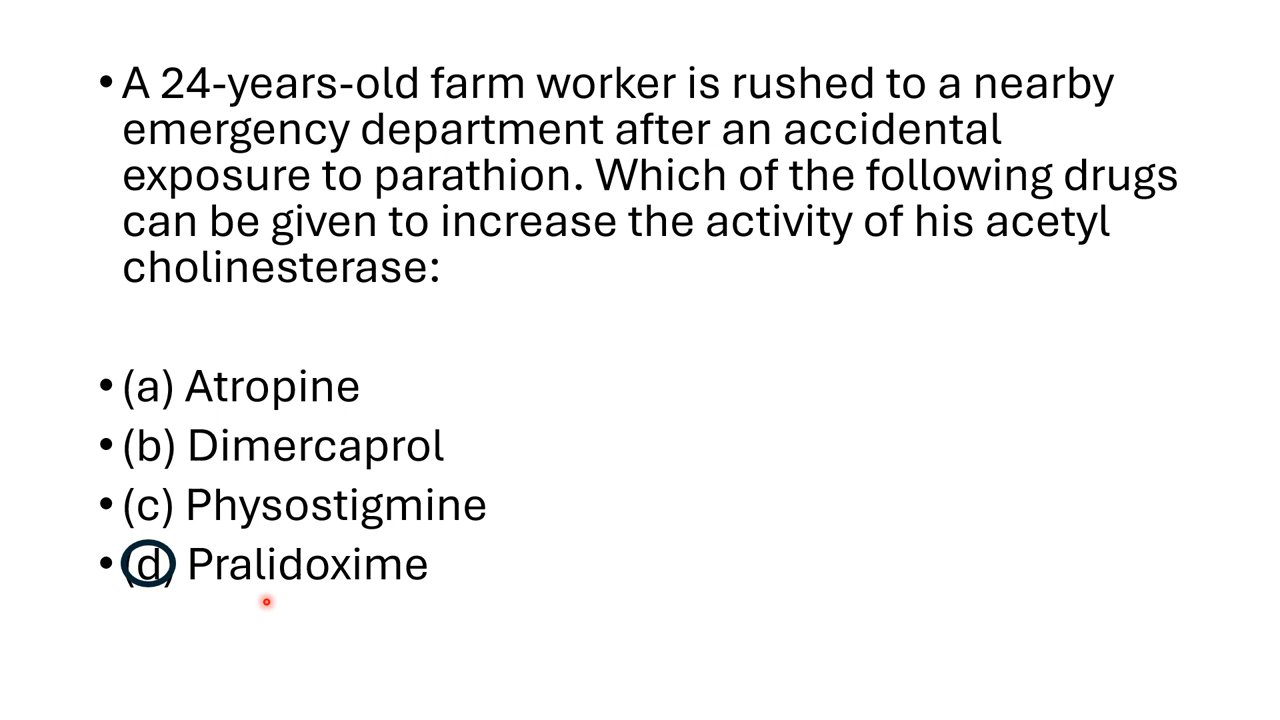 • A 24-years-old farm worker is rushed to a nearby
emergency department after an accidental
exposure to parathion. Which of the following drugs
can be given to increase the activity of his acetyl
cholinesterase:
• (a) Atropine
• (b) Dimercaprol
• (c) Physostigmine
• (d) Pralidoxime